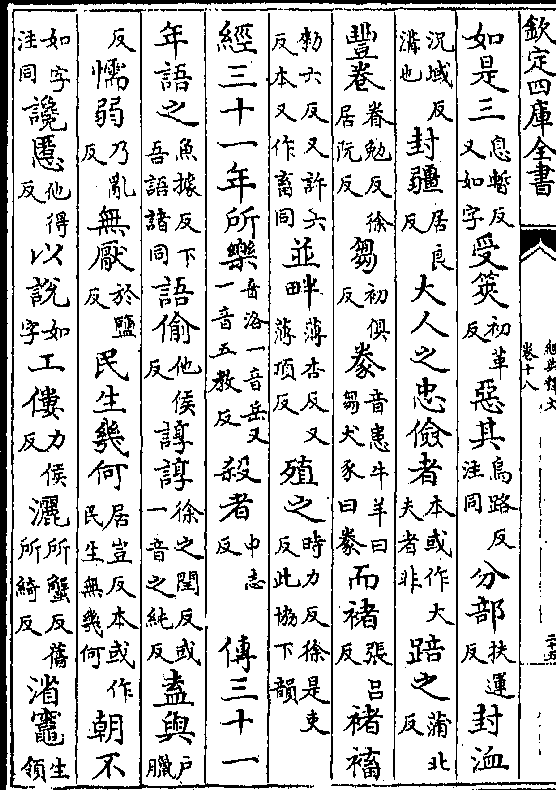 欽定四庫全書
經典釋文
卷十八
如是三息暫反又如字受筴初革反惡其烏路反注同分部扶運反封洫
況域反溝也封疆居良反大人之忠儉者本或作大夫者非踣之蒲北反
豐卷眷勉反徐居阮反芻初俱反豢音患牛羊曰芻犬豕曰豢而褚張呂反褚蓄
勑六反又許六反本又作畜同並畔薄杏反又薄項反殖之時力反徐是吏反此協下韻
經三十一年所樂音洛一音岳又一音五教反殺者申志反傳三十一
年語之魚據反下吾語諸同語偷他侯反諄諄徐之閏反或一音之純反盍與戶臘
反懦弱乃亂反無厭於鹽反民生幾何居豈反本或作民生無幾何朝不
如字注同讒慝他得反以說如字工僂力侯反灑所蟹反舊所綺反渻竈生領